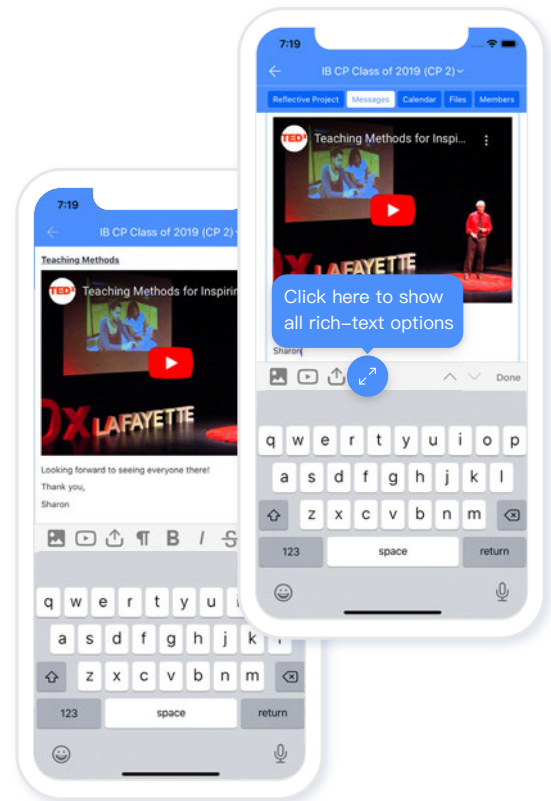 7:19
IB CP Class of 2019 (CP 2)
Reflective Project
Messages
Calendar
Files
Members
TEDx
Teaching Methods for Inspi...
LAFAYETTE
Click here to show
all rich-text options
Sharon
Done
q w e r t y u i o p
a s d f g h j k l
z x c v b n m
123
space
return
7:19
IB CP Class of 2019 (CP 2)
Teaching Methods
TEDx
Teaching Methods for Inspirin
X LAFAYETTE
Looking forward to seeing everyone there!
Thank you,
Sharon
¶ B I S
q w e r t y u
a s d f g h j k
z x c v b n m
123
space
return